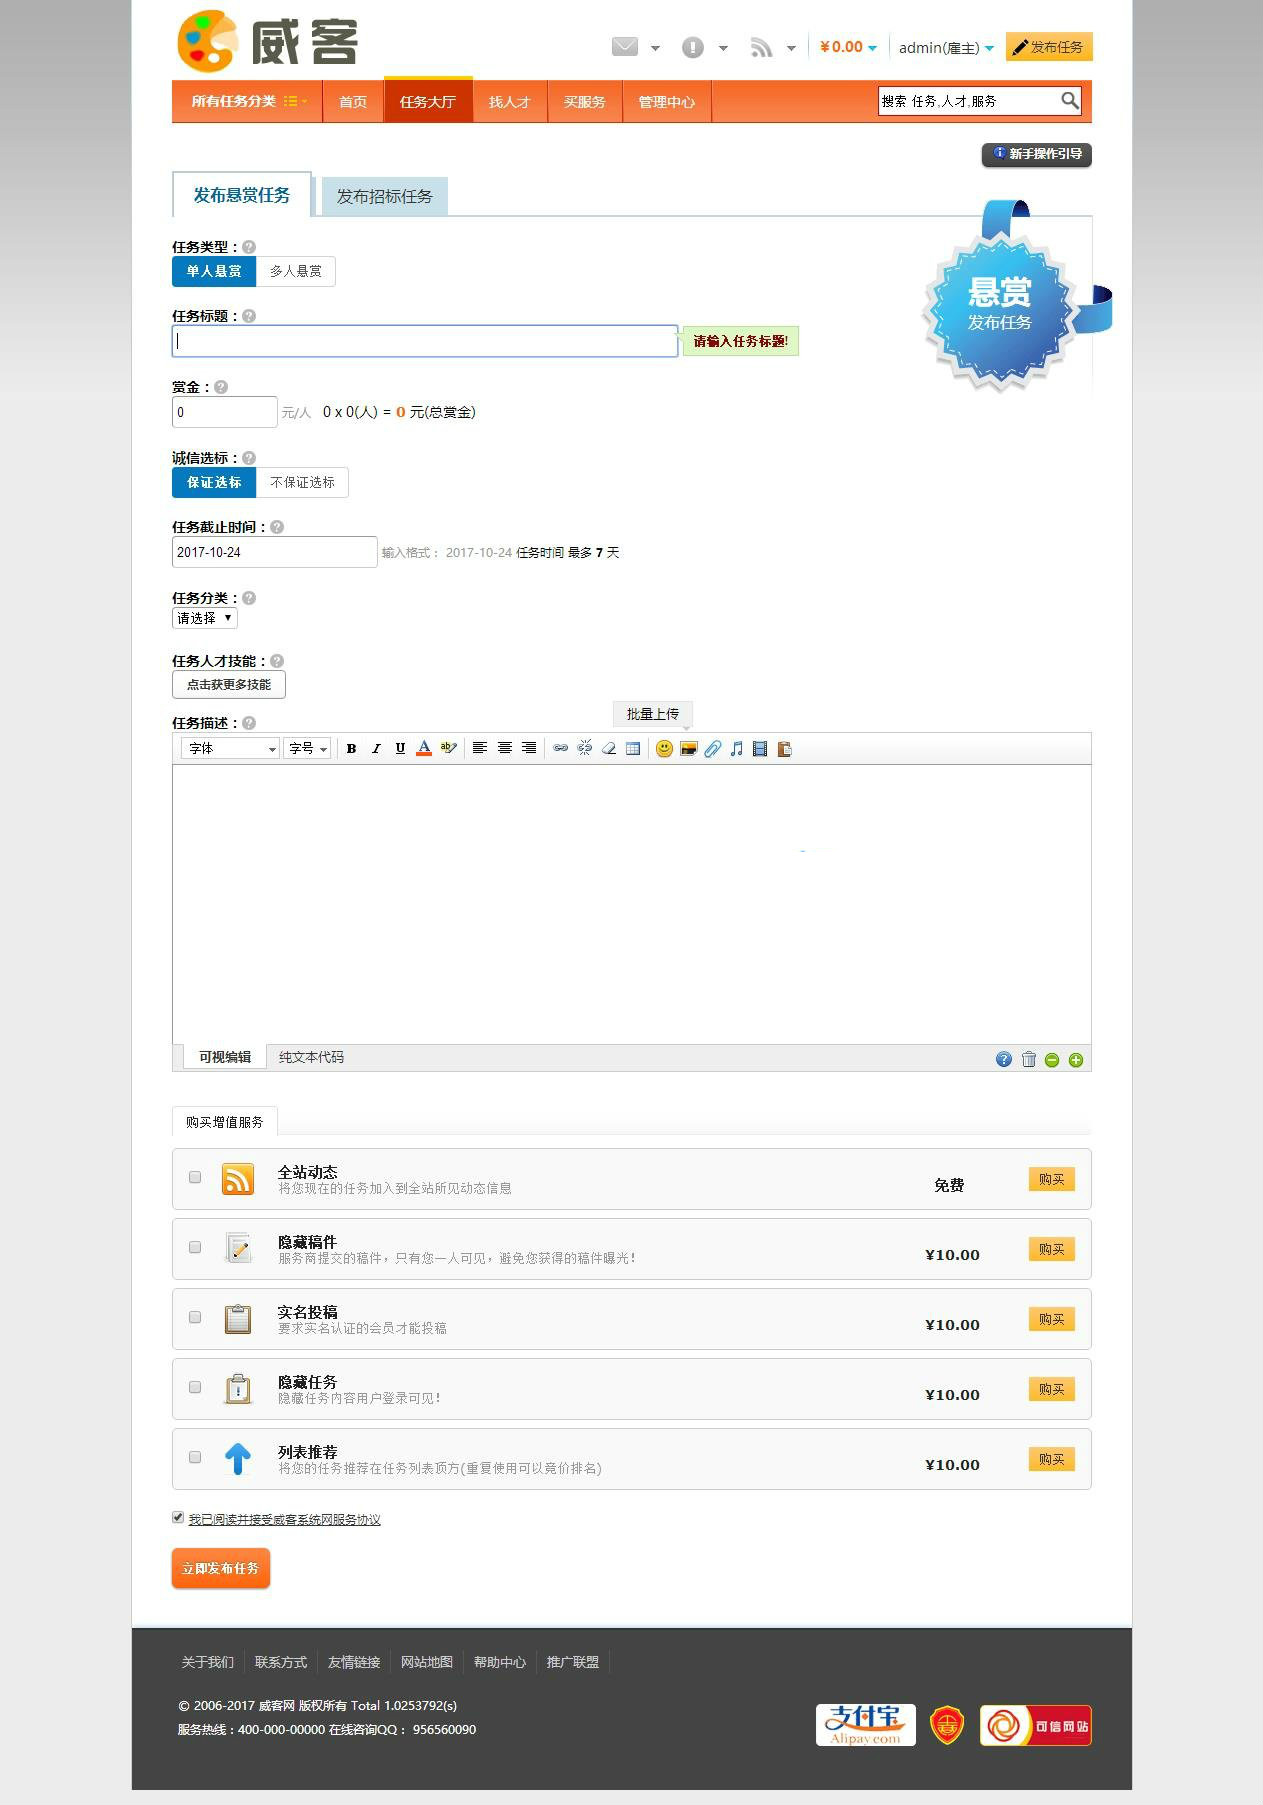 威客
¥0.00 admin(雇主) 发布任务
所有任务分类 首页 任务大厅 找人才 买服务 管理中心 搜索 任务,人才,服务
新手操作引导
发布悬赏任务 发布招标任务
悬赏
发布任务
任务类型：
单人悬赏 多人悬赏
任务标题：
请输入任务标题!
赏金：
0 元/人 0 x 0(人) = 0 元(总赏金)
诚信选标：
保证选标 不保证选标
任务截止时间：
2017-10-24 输入格式： 2017-10-24 任务时间 最多 7 天
任务分类：
请选择
任务人才技能：
点击获更多技能
批量上传
任务描述：
字体 字号 B I U A ab
可视编辑 纯文本代码
购买增值服务
全站动态
将您现在的任务加入到全站所见动态信息
免费 购买
隐藏稿件
服务商提交的稿件，只有您一人可见，避免您获得的稿件曝光！
¥10.00 购买
实名投稿
要求实名认证的会员才能投稿
¥10.00 购买
隐藏任务
隐藏任务内容用户登录可见！
¥10.00 购买
列表推荐
将您的任务推荐在任务列表顶方(重复使用可以竞价排名)
¥10.00 购买
我已阅读并接受威客系统网服务协议
立即发布任务
关于我们 联系方式 友情链接 网站地图 帮助中心 推广联盟
© 2006-2017 威客网 版权所有 Total 1.0253792(s)
服务热线：400-000-00000 在线咨询QQ： 956560090
支付宝
Alipay.com
可信网站